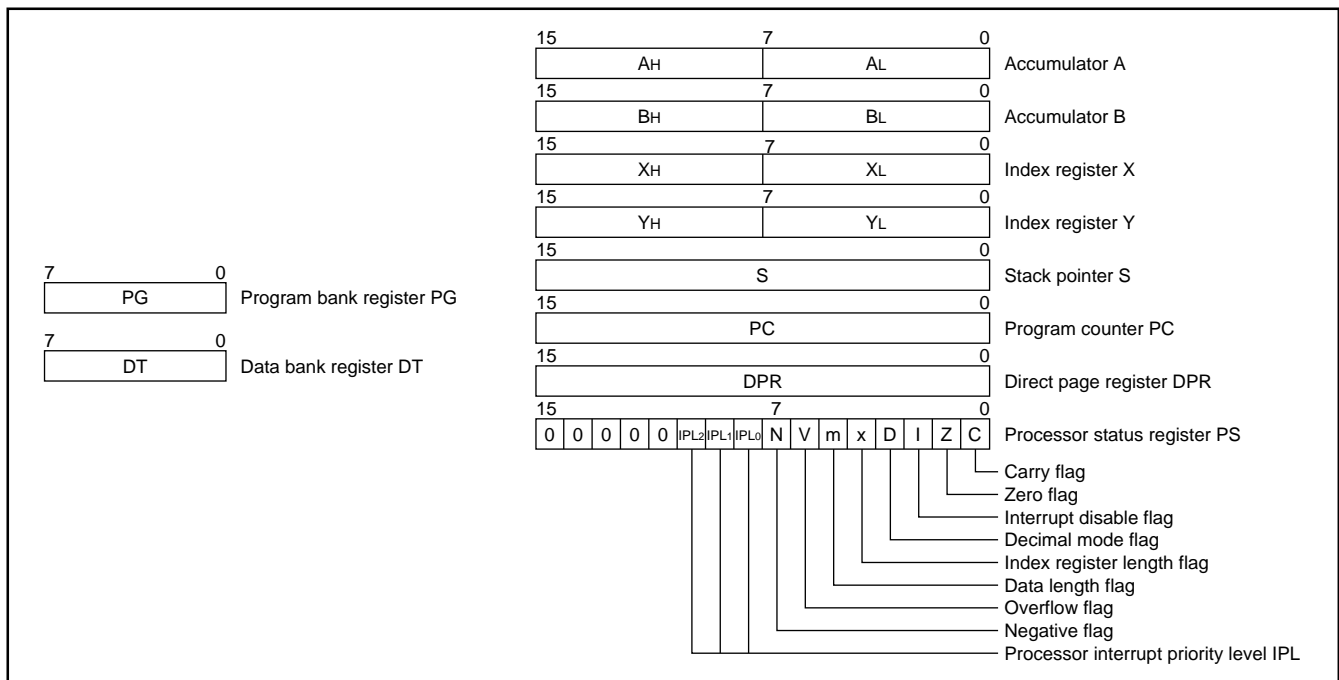 15 7 0
AH AL Accumulator A
15 7 0
BH BL Accumulator B
15 7 0
XH XL Index register X
15 7 0
YH YL Index register Y
15 0
S Stack pointer S
7 0
PG Program bank register PG
15 0
PC Program counter PC
7 0
DT Data bank register DT
15 0
DPR Direct page register DPR
15 7 0
0 0 0 0 0 IPL2 IPL1 IPL0 N V m x D I Z C Processor status register PS
Carry flag
Zero flag
Interrupt disable flag
Decimal mode flag
Index register length flag
Data length flag
Overflow flag
Negative flag
Processor interrupt priority level IPL